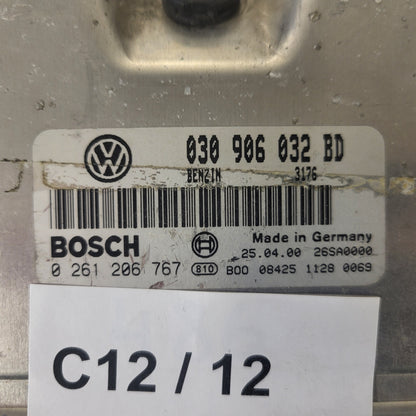 030 906 032 BD
BENZIN 3176
BOSCH
Made in Germany
25.04.00 26SA0000
0 261 206 767 810 B00 08425 1128 0069
C12 / 12